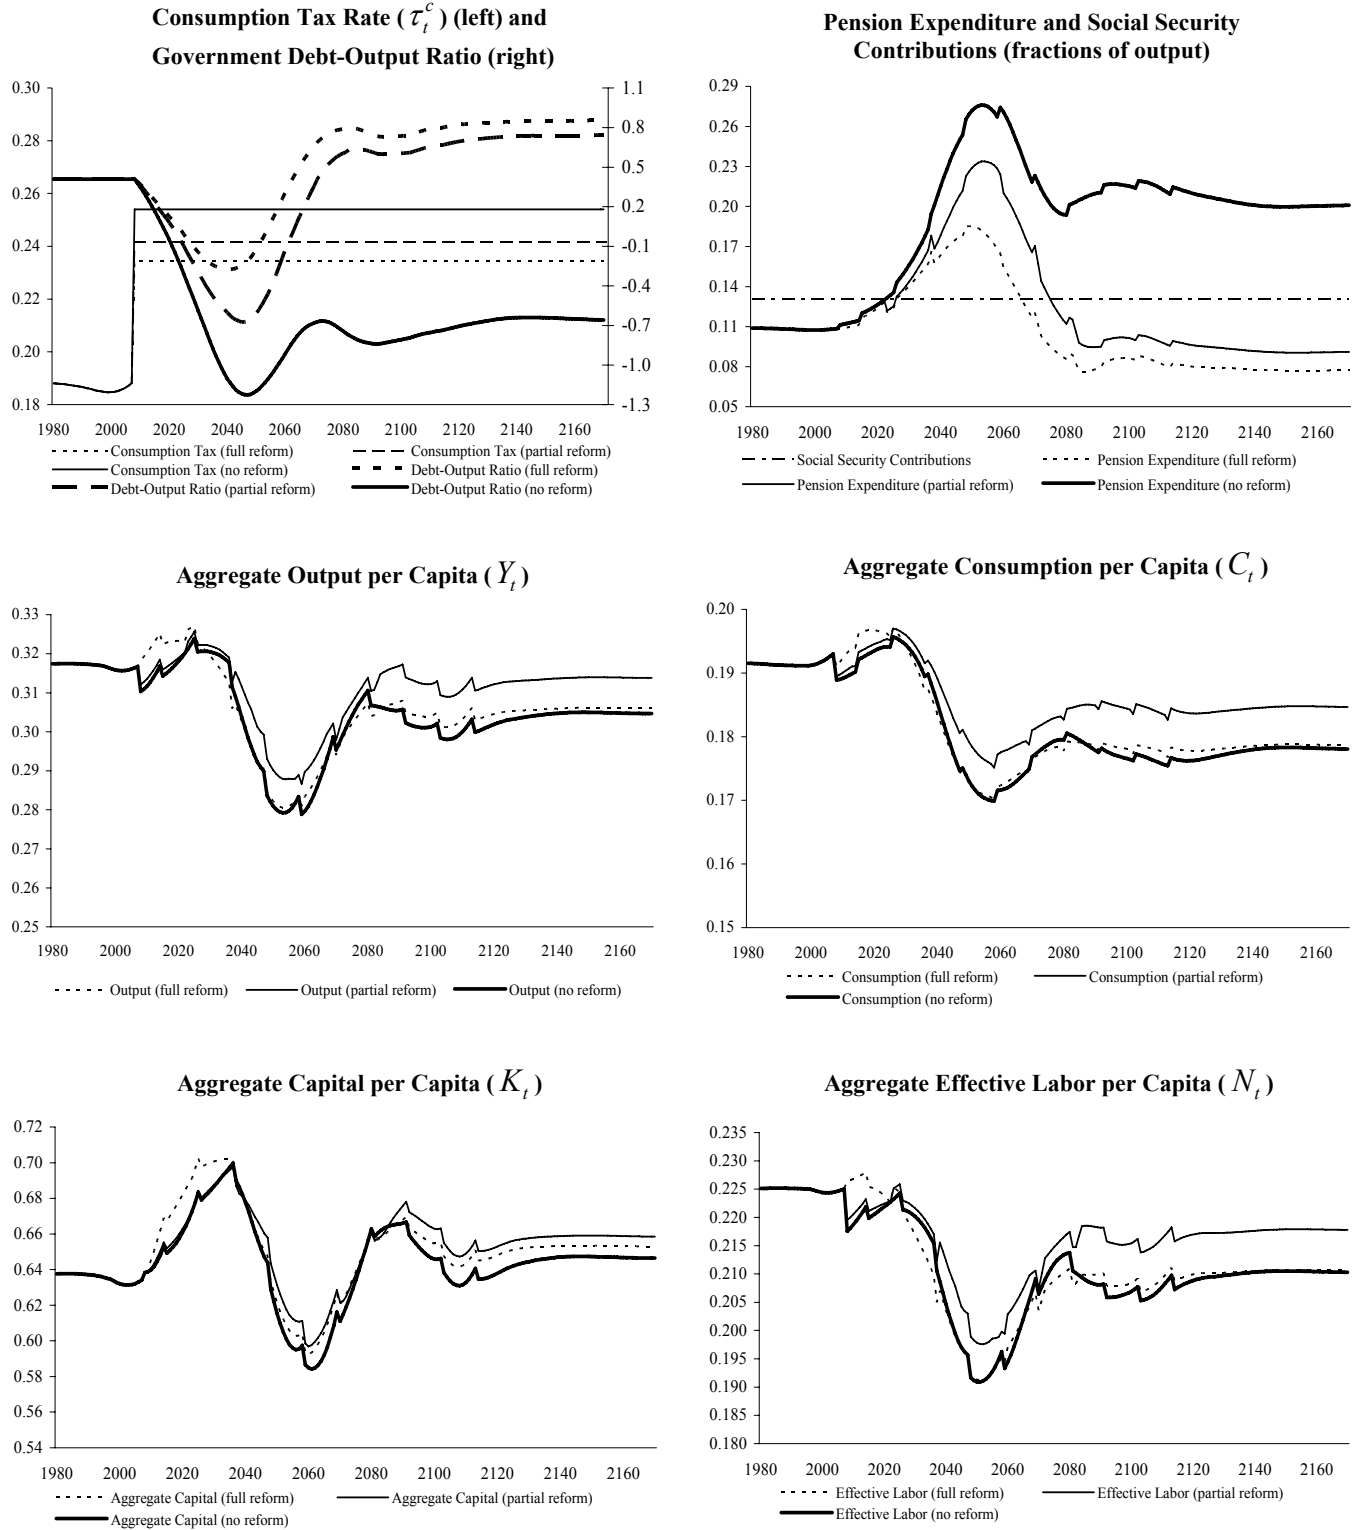 Consumption Tax Rate ( τ_t^c ) (left) and
Government Debt-Output Ratio (right)
0.30
0.28
0.26
0.24
0.22
0.20
0.18
1.1
0.8
0.5
0.2
-0.1
-0.4
-0.7
-1.0
-1.3
1980 2000 2020 2040 2060 2080 2100 2120 2140 2160
Consumption Tax (full reform) Consumption Tax (partial reform)
Consumption Tax (no reform) Debt-Output Ratio (full reform)
Debt-Output Ratio (partial reform) Debt-Output Ratio (no reform)
Pension Expenditure and Social Security
Contributions (fractions of output)
0.29
0.26
0.23
0.20
0.17
0.14
0.11
0.08
0.05
1980 2000 2020 2040 2060 2080 2100 2120 2140 2160
Social Security Contributions Pension Expenditure (full reform)
Pension Expenditure (partial reform) Pension Expenditure (no reform)
Aggregate Output per Capita ( Y_t )
0.33
0.32
0.31
0.30
0.29
0.28
0.27
0.26
0.25
1980 2000 2020 2040 2060 2080 2100 2120 2140 2160
Output (full reform) Output (partial reform) Output (no reform)
Aggregate Consumption per Capita ( C_t )
0.20
0.19
0.18
0.17
0.16
0.15
1980 2000 2020 2040 2060 2080 2100 2120 2140 2160
Consumption (full reform) Consumption (partial reform)
Consumption (no reform)
Aggregate Capital per Capita ( K_t )
0.72
0.70
0.68
0.66
0.64
0.62
0.60
0.58
0.56
0.54
1980 2000 2020 2040 2060 2080 2100 2120 2140 2160
Aggregate Capital (full reform) Aggregate Capital (partial reform)
Aggregate Capital (no reform)
Aggregate Effective Labor per Capita ( N_t )
0.235
0.230
0.225
0.220
0.215
0.210
0.205
0.200
0.195
0.190
0.185
0.180
1980 2000 2020 2040 2060 2080 2100 2120 2140 2160
Effective Labor (full reform) Effective Labor (partial reform)
Effective Labor (no reform)